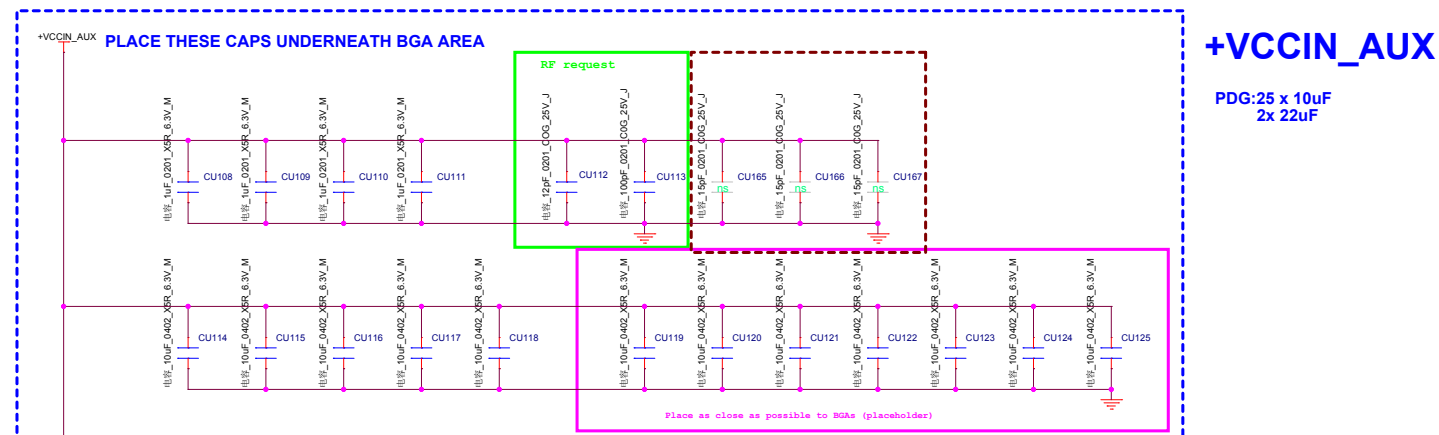 +VCCIN_AUX
PLACE THESE CAPS UNDERNEATH BGA AREA
+VCCIN_AUX
PDG:25 x 10uF
2x 22uF
RF request
电容_1uF_0201_X5R_6.3V_M
CU108
电容_1uF_0201_X5R_6.3V_M
CU109
电容_1uF_0201_X5R_6.3V_M
CU110
电容_1uF_0201_X5R_6.3V_M
CU111
电容_12pF_0201_COG_25V_J
CU112
电容_100pF_0201_C0G_25V_J
CU113
电容_15pF_0201_C0G_25V_J
ns
CU165
电容_15pF_0201_C0G_25V_J
ns
CU166
电容_15pF_0201_C0G_25V_J
ns
CU167
电容_10uF_0402_X5R_6.3V_M
CU114
电容_10uF_0402_X5R_6.3V_M
CU115
电容_10uF_0402_X5R_6.3V_M
CU116
电容_10uF_0402_X5R_6.3V_M
CU117
电容_10uF_0402_X5R_6.3V_M
CU118
电容_10uF_0402_X5R_6.3V_M
CU119
电容_10uF_0402_X5R_6.3V_M
CU120
电容_10uF_0402_X5R_6.3V_M
CU121
电容_10uF_0402_X5R_6.3V_M
CU122
电容_10uF_0402_X5R_6.3V_M
CU123
电容_10uF_0402_X5R_6.3V_M
CU124
电容_10uF_0402_X5R_6.3V_M
CU125
Place as close as possible to BGAs (placeholder)